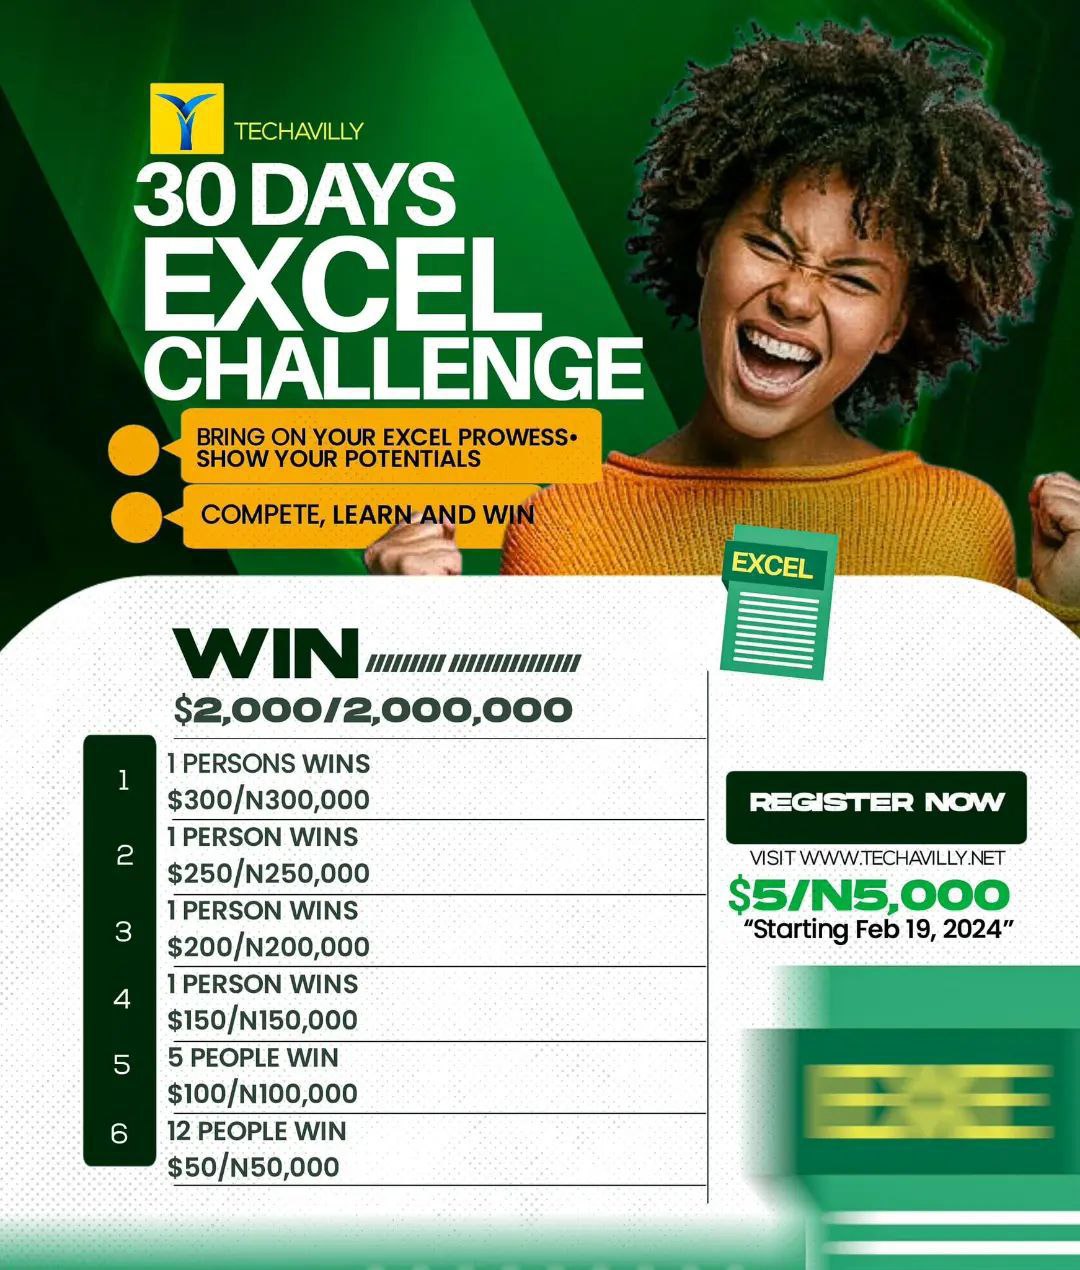 TECHAVILLY
30 DAYS
EXCEL
CHALLENGE
BRING ON YOUR EXCEL PROWESS•
SHOW YOUR POTENTIALS
COMPETE, LEARN AND WIN
EXCEL
WIN
$2,000/2,000,000
1
1 PERSONS WINS
$300/N300,000
2
1 PERSON WINS
$250/N250,000
3
1 PERSON WINS
$200/N200,000
4
1 PERSON WINS
$150/N150,000
5
5 PEOPLE WIN
$100/N100,000
6
12 PEOPLE WIN
$50/N50,000
REGISTER NOW
VISIT WWW.TECHAVILLY.NET
$5/N5,000
“Starting Feb 19, 2024”